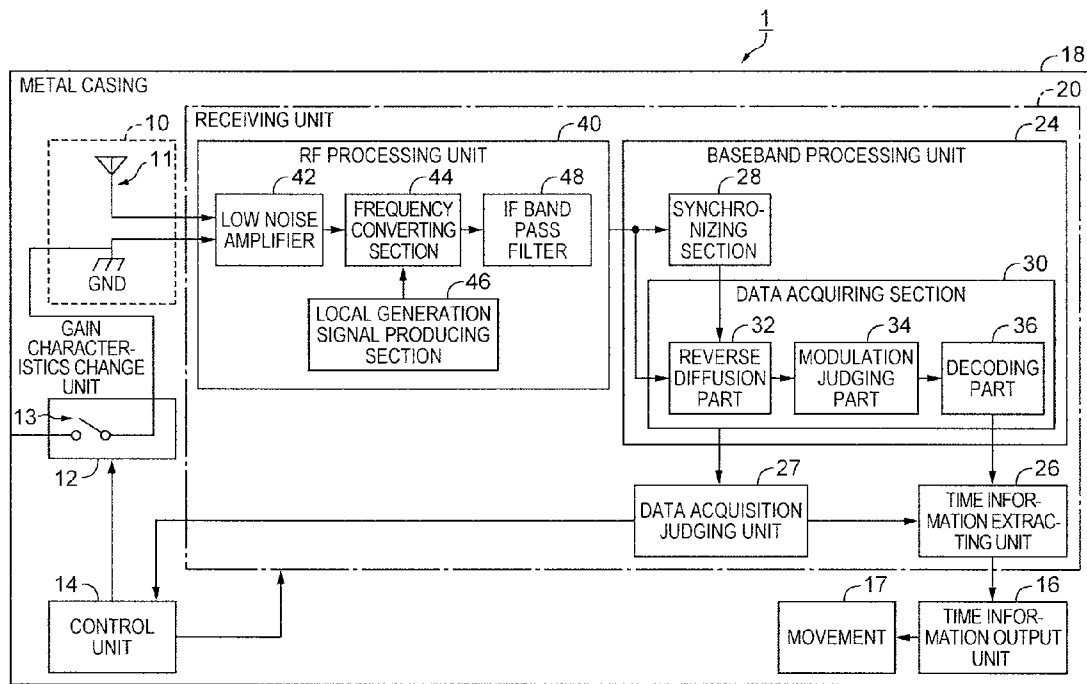 1
18
METAL CASING
20
RECEIVING UNIT
10
11
GND
40
RF PROCESSING UNIT
42
LOW NOISE
AMPLIFIER
44
FREQUENCY
CONVERTING
SECTION
48
IF BAND
PASS
FILTER
46
LOCAL GENERATION
SIGNAL PRODUCING
SECTION
24
BASEBAND PROCESSING UNIT
28
SYNCHRO-
NIZING
SECTION
30
DATA ACQUIRING SECTION
32
REVERSE
DIFFUSION
PART
34
MODULATION
JUDGING
PART
36
DECODING
PART
GAIN
CHARACTER-
ISTICS CHANGE
UNIT
13
12
27
DATA ACQUISITION
JUDGING UNIT
26
TIME INFOR-
MATION EXTRAC-
TING UNIT
14
CONTROL
UNIT
17
MOVEMENT
16
TIME INFOR-
MATION OUTPUT
UNIT